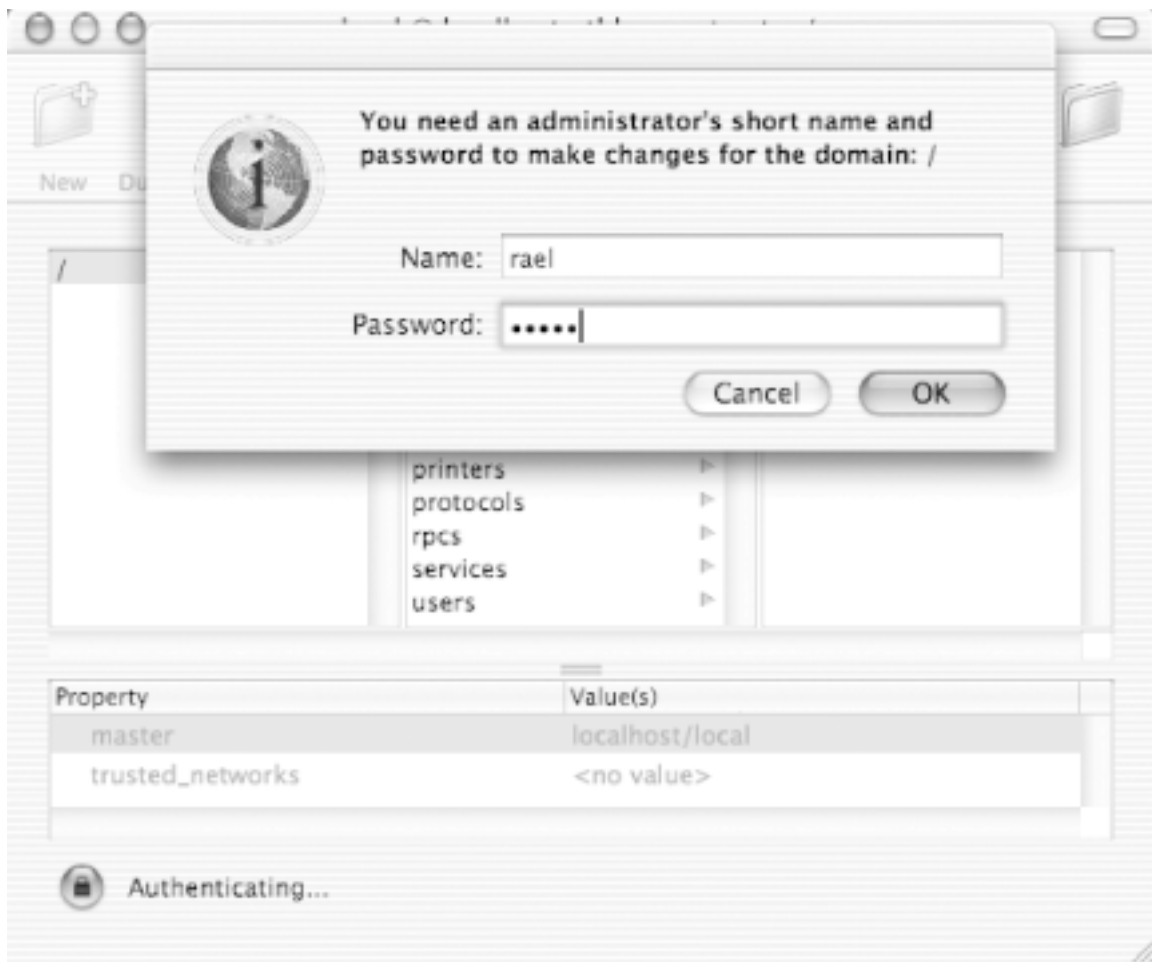 You need an administrator's short name and
password to make changes for the domain: /
New
Name: rael
/
Password: •••••
Cancel OK
printers
protocols
rpcs
services
users
Property Value(s)
master localhost/local
trusted_networks <no value>
Authenticating...